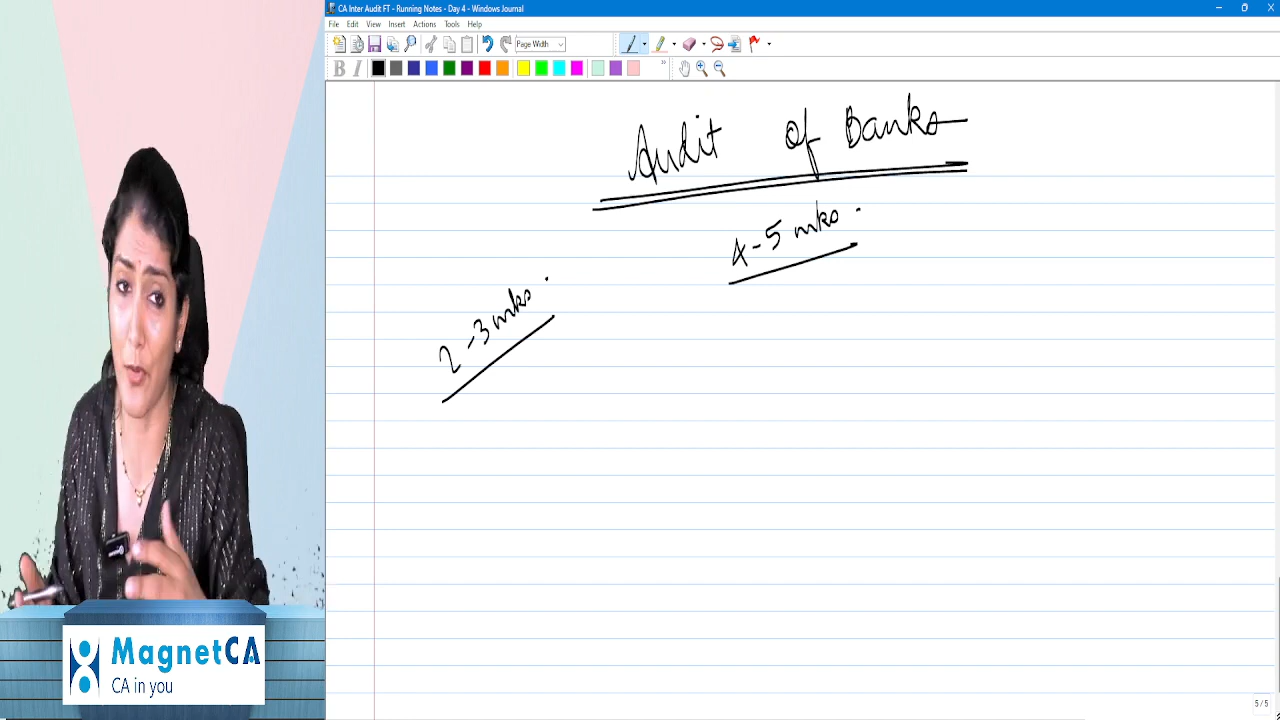 CA Inter Audit FT - Running Notes - Day 4 - Windows Journal
File Edit View Insert Actions Tools Help
Page Width
B I
Audit Of Banks
4-5 mks.
2-3 mks.
MagnetCA
CA in you
5 / 5